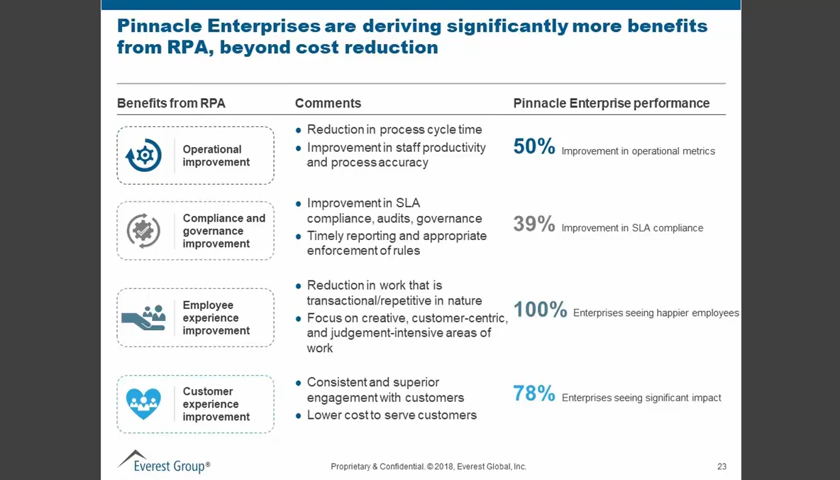 Pinnacle Enterprises are deriving significantly more benefits
from RPA, beyond cost reduction
Benefits from RPA
Comments
Pinnacle Enterprise performance
Operational
improvement
● Reduction in process cycle time
● Improvement in staff productivity
and process accuracy
50% Improvement in operational metrics
Compliance and
governance
improvement
● Improvement in SLA
compliance, audits, governance
● Timely reporting and appropriate
enforcement of rules
39% Improvement in SLA compliance
Employee
experience
improvement
● Reduction in work that is
transactional/repetitive in nature
● Focus on creative, customer-centric,
and judgement-intensive areas of
work
100% Enterprises seeing happier employees
Customer
experience
improvement
● Consistent and superior
engagement with customers
● Lower cost to serve customers
78% Enterprises seeing significant impact
Everest Group®
Proprietary & Confidential. © 2018, Everest Global, Inc.
23